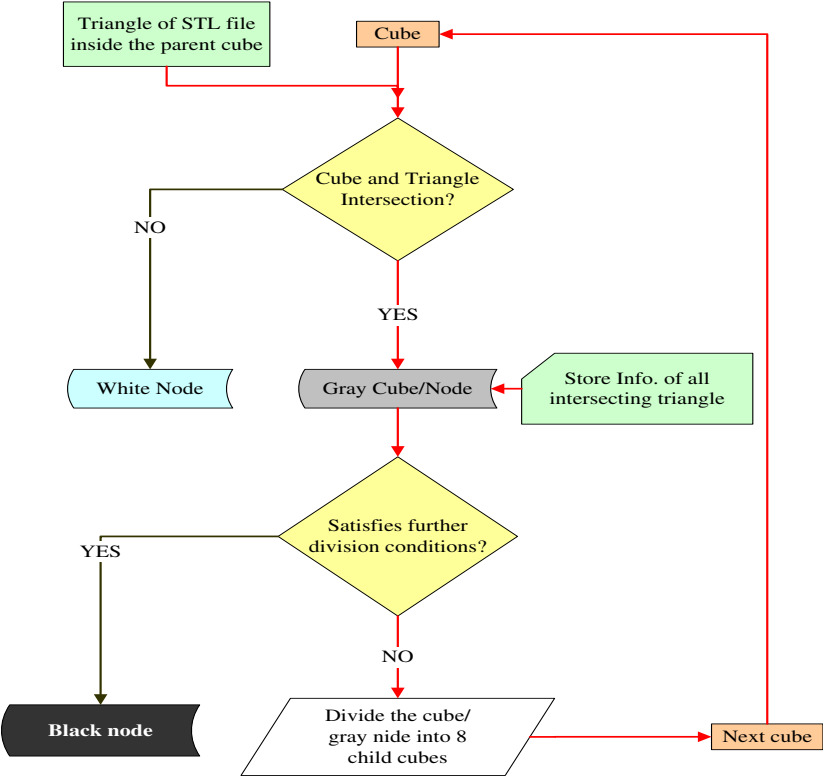 Triangle of STL file
inside the parent cube
Cube
Cube and Triangle
Intersection?
NO
YES
White Node
Gray Cube/Node
Store Info. of all
intersecting triangle
Satisfies further
division conditions?
YES
NO
Black node
Divide the cube/
gray nide into 8
child cubes
Next cube